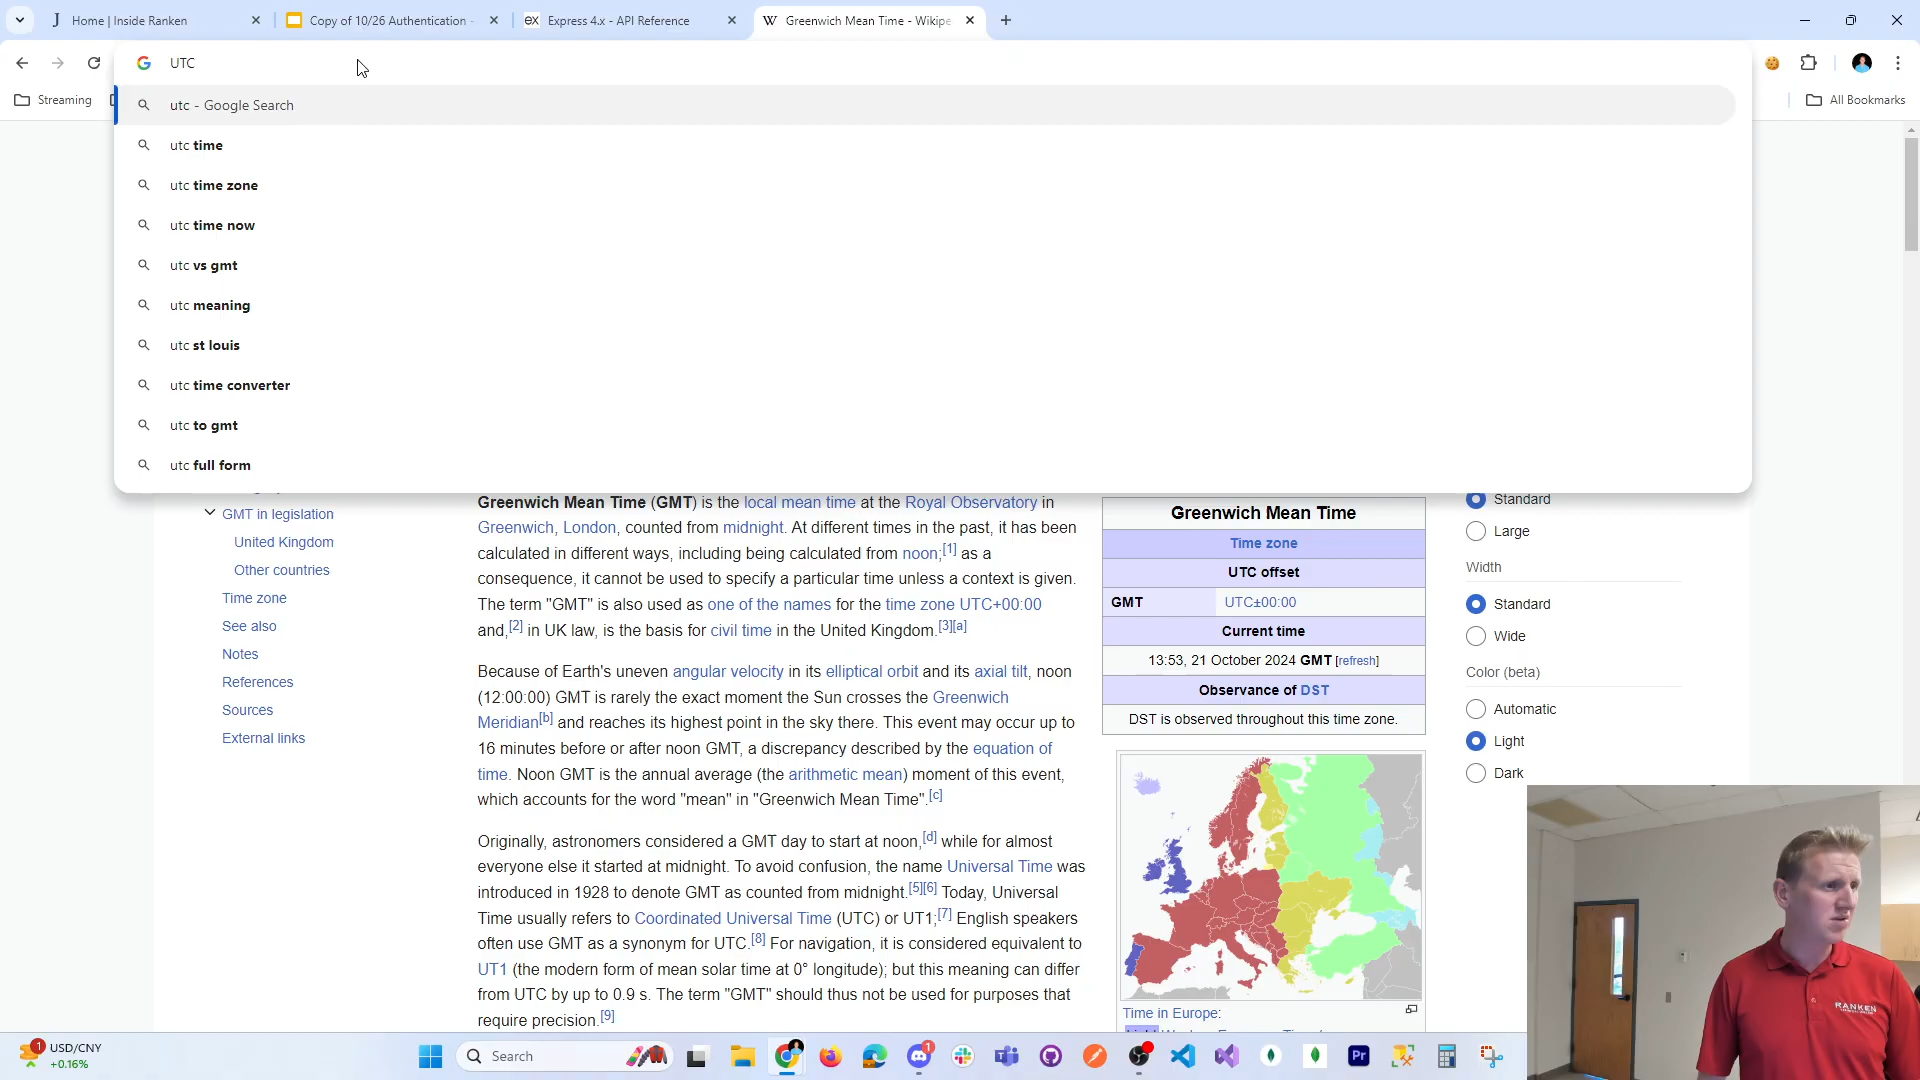 Home | Inside Ranken
Copy of 10/26 Authentication -
Express 4.x - API Reference
Greenwich Mean Time - Wikipe
UTC
Streaming
All Bookmarks
utc - Google Search
utc time
utc time zone
utc time now
utc vs gmt
utc meaning
utc st louis
utc time converter
utc to gmt
utc full form
GMT in legislation
United Kingdom
Other countries
Time zone
See also
Notes
References
Sources
External links
Greenwich Mean Time (GMT) is the local mean time at the Royal Observatory in
Greenwich, London, counted from midnight. At different times in the past, it has been
calculated in different ways, including being calculated from noon;[1] as a
consequence, it cannot be used to specify a particular time unless a context is given.
The term "GMT" is also used as one of the names for the time zone UTC+00:00
and,[2] in UK law, is the basis for civil time in the United Kingdom.[3][a]
Because of Earth's uneven angular velocity in its elliptical orbit and its axial tilt, noon
(12:00:00) GMT is rarely the exact moment the Sun crosses the Greenwich
Meridian[b] and reaches its highest point in the sky there. This event may occur up to
16 minutes before or after noon GMT, a discrepancy described by the equation of
time. Noon GMT is the annual average (the arithmetic mean) moment of this event,
which accounts for the word "mean" in "Greenwich Mean Time".[c]
Originally, astronomers considered a GMT day to start at noon,[d] while for almost
everyone else it started at midnight. To avoid confusion, the name Universal Time was
introduced in 1928 to denote GMT as counted from midnight.[5][6] Today, Universal
Time usually refers to Coordinated Universal Time (UTC) or UT1;[7] English speakers
often use GMT as a synonym for UTC.[8] For navigation, it is considered equivalent to
UT1 (the modern form of mean solar time at 0° longitude); but this meaning can differ
from UTC by up to 0.9 s. The term "GMT" should thus not be used for purposes that
require precision.[9]
Greenwich Mean Time
Time zone
UTC offset
GMT UTC±00:00
Current time
13:53, 21 October 2024 GMT [refresh]
Observance of DST
DST is observed throughout this time zone.
Time in Europe:
Standard
Large
Width
Standard
Wide
Color (beta)
Automatic
Light
Dark
RANKEN
1
USD/CNY
+0.16%
Search
1
Pr